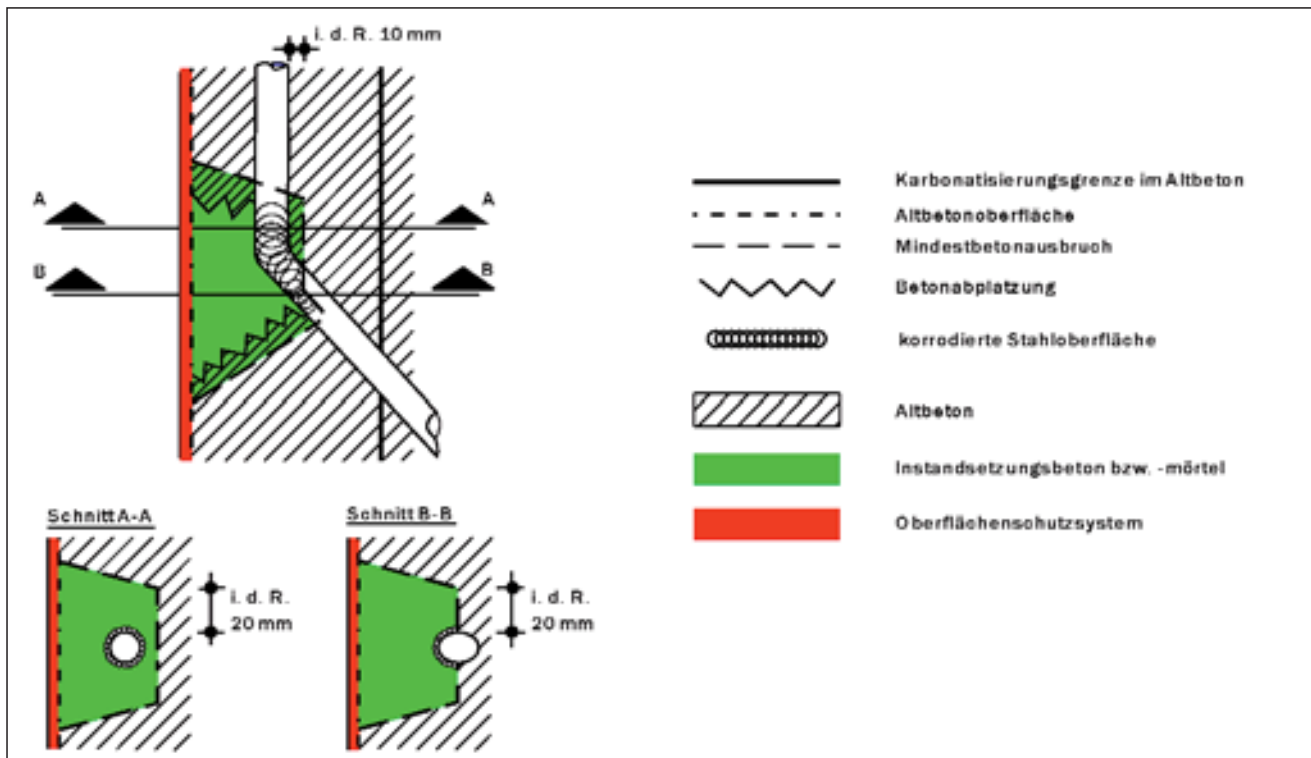 i. d. R. 10 mm
A
A
B
B
Karbonatisierungsgrenze im Altbeton
Altbetonoberfläche
Mindestbetonausbruch
Betonabplatzung
korrodierte Stahloberfläche
Altbeton
Instandsetzungsbeton bzw. -mörtel
Oberflächenschutzsystem
Schnitt A-A
i. d. R.
20 mm
Schnitt B-B
i. d. R.
20 mm